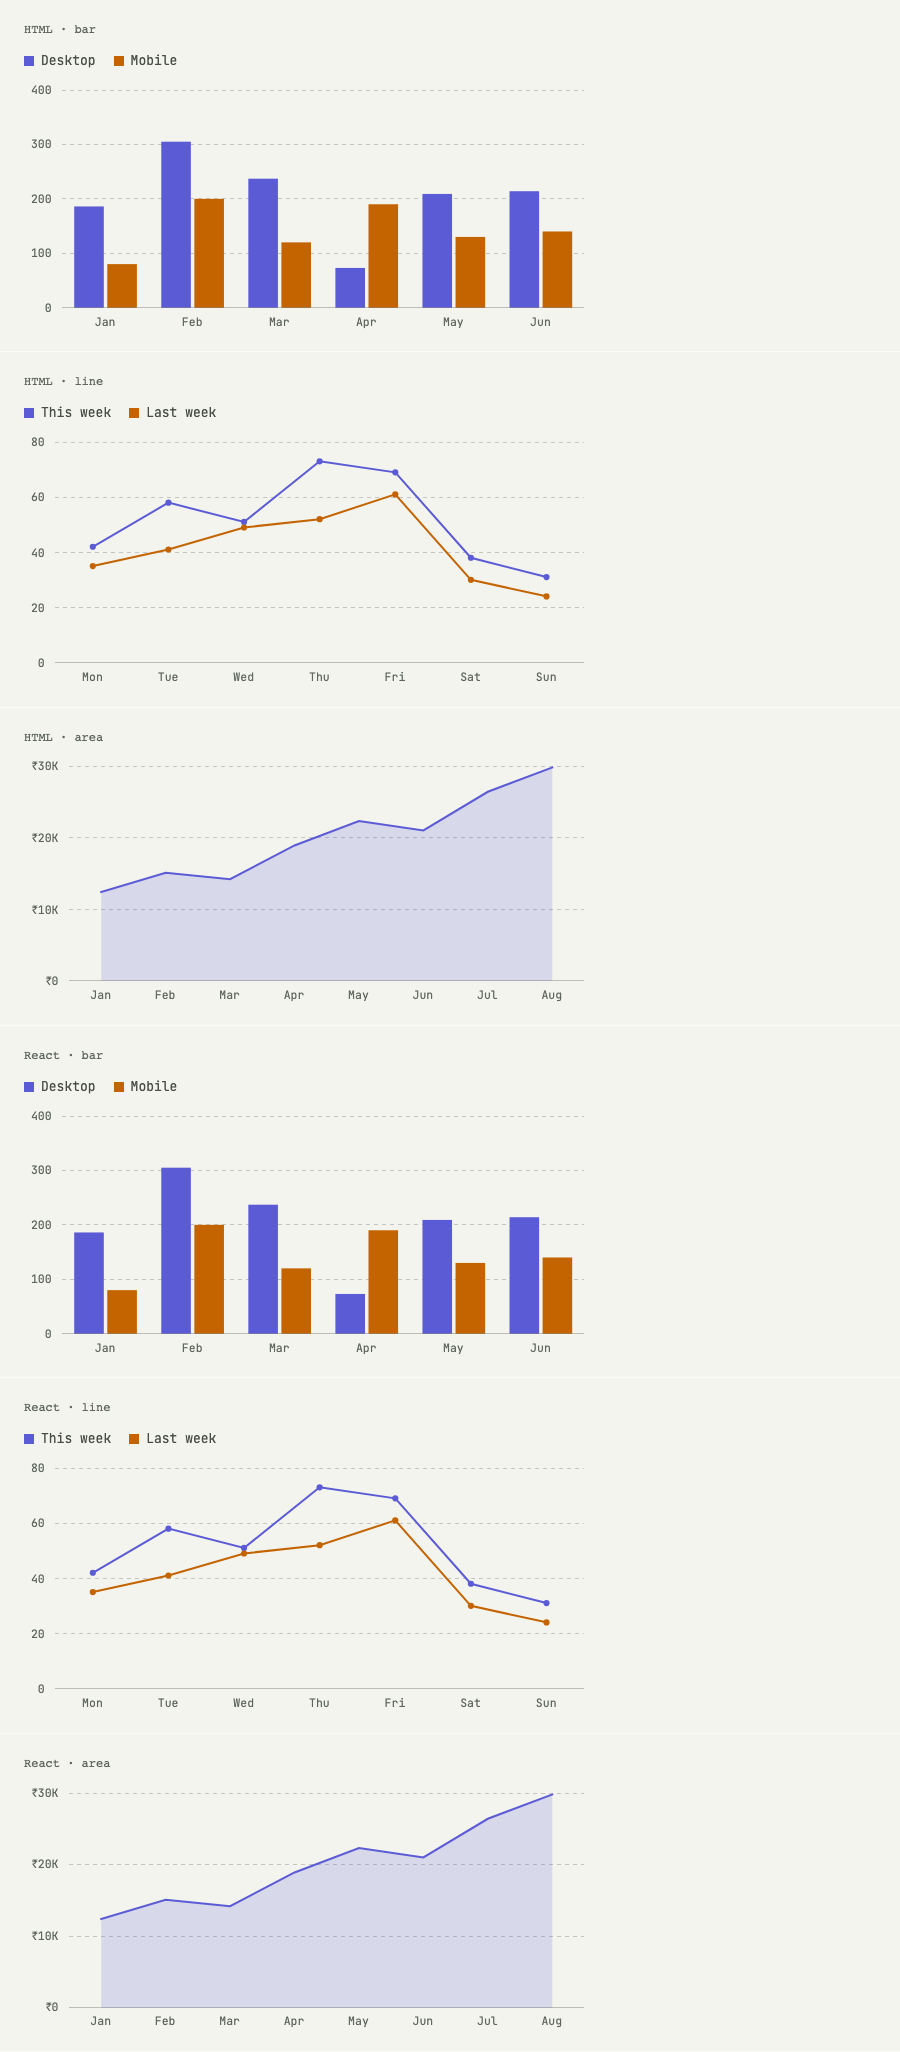 HTML · bar
Desktop Mobile
400
300
200
100
0
Jan Feb Mar Apr May Jun
HTML · line
This week Last week
80
60
40
20
0
Mon Tue Wed Thu Fri Sat Sun
HTML · area
₹30K
₹20K
₹10K
₹0
Jan Feb Mar Apr May Jun Jul Aug
React · bar
Desktop Mobile
400
300
200
100
0
Jan Feb Mar Apr May Jun
React · line
This week Last week
80
60
40
20
0
Mon Tue Wed Thu Fri Sat Sun
React · area
₹30K
₹20K
₹10K
₹0
Jan Feb Mar Apr May Jun Jul Aug